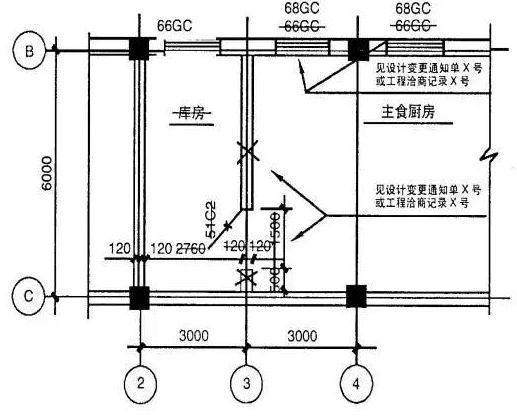 68GC 68GC
66GC 66GC 66GC
B
见设计变更通知单X号
或工程洽商记录X号
库房
主食厨房
6000
见设计变更通知单X号
或工程洽商记录X号
51C2
1500
120 120 2760 120 120
500
C
3000 3000
2 3 4